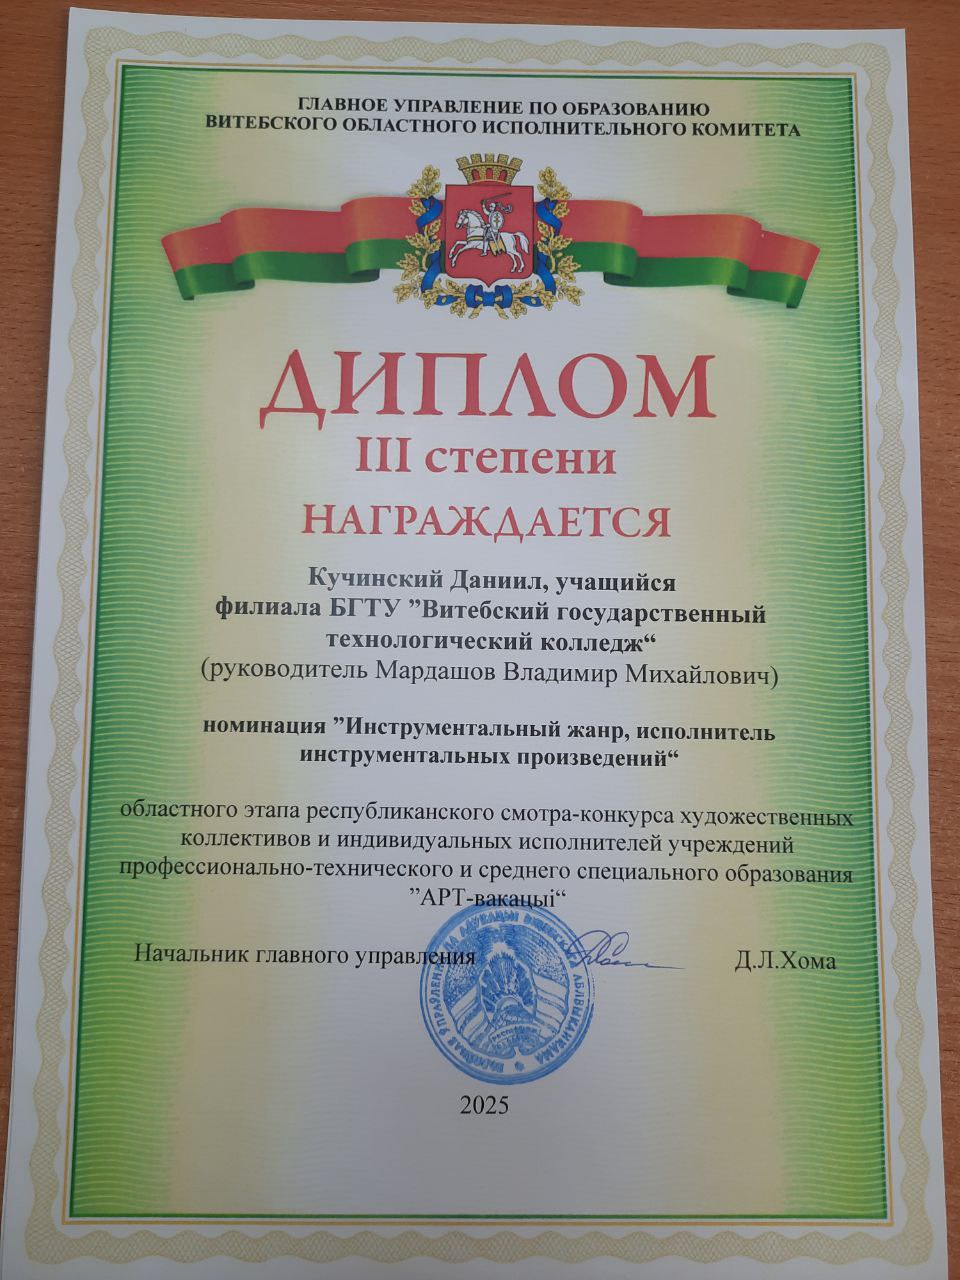 ГЛАВНОЕ УПРАВЛЕНИЕ ПО ОБРАЗОВАНИЮ
ВИТЕБСКОГО ОБЛАСТНОГО ИСПОЛНИТЕЛЬНОГО КОМИТЕТА
ДИПЛОМ
III степени
НАГРАЖДАЕТСЯ
Кучинский Даниил, учащийся
филиала БГТУ ”Витебский государственный
технологический колледж“
(руководитель Мардашов Владимир Михайлович)
номинация ”Инструментальный жанр, исполнитель
инструментальных произведений“
областного этапа республиканского смотра-конкурса художественных
коллективов и индивидуальных исполнителей учреждений
профессионально-технического и среднего специального образования
”АРТ-вакацыі“
Начальник главного управления Д.Л.Хома
2025